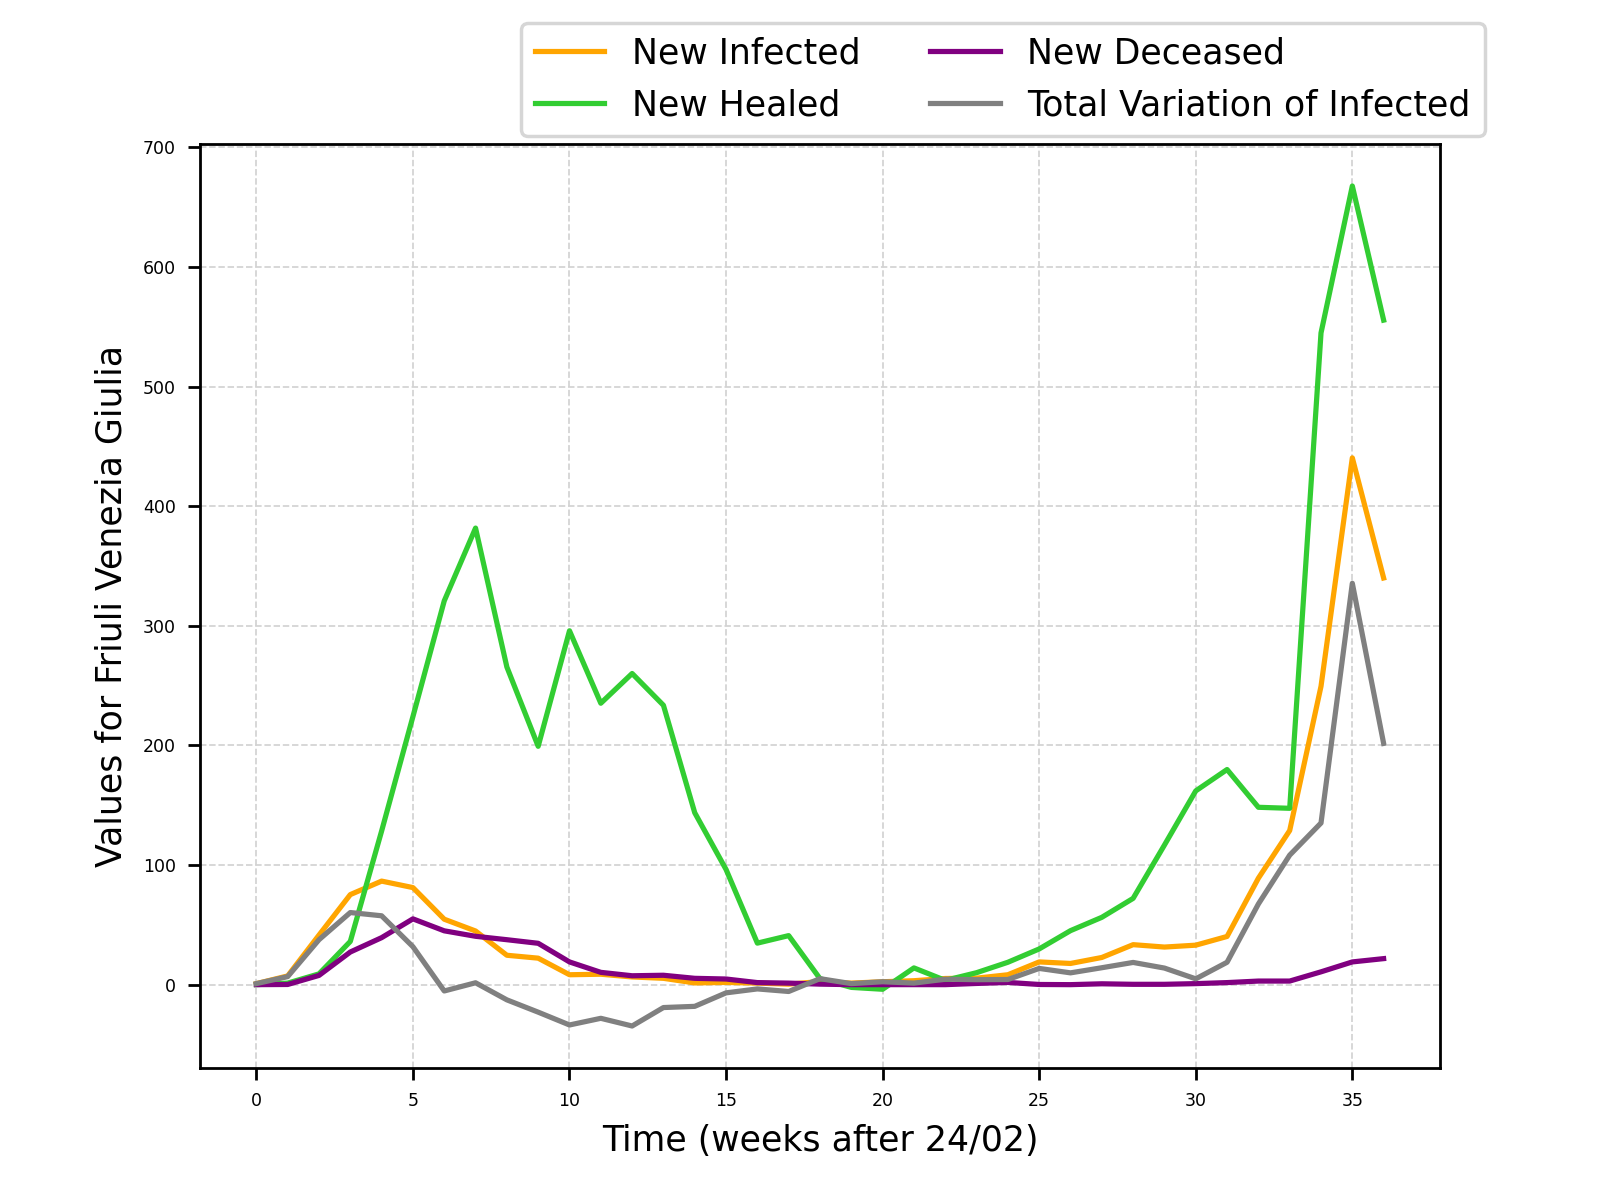 New Infected
New Healed
New Deceased
Total Variation of Infected
Values for Friuli Venezia Giulia
700
600
500
400
300
200
100
0
0 5 10 15 20 25 30 35
Time (weeks after 24/02)